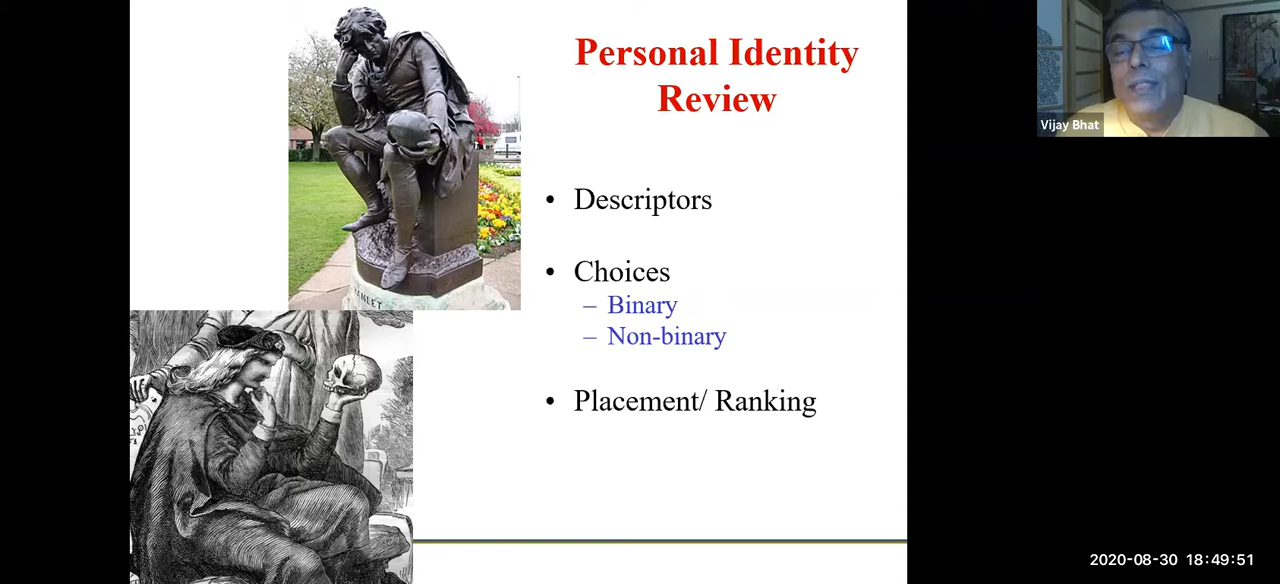 Personal Identity
Review
• Descriptors
• Choices
– Binary
– Non-binary
• Placement/ Ranking
HAMLET
Vijay Bhat
2020-08-30 18:49:51